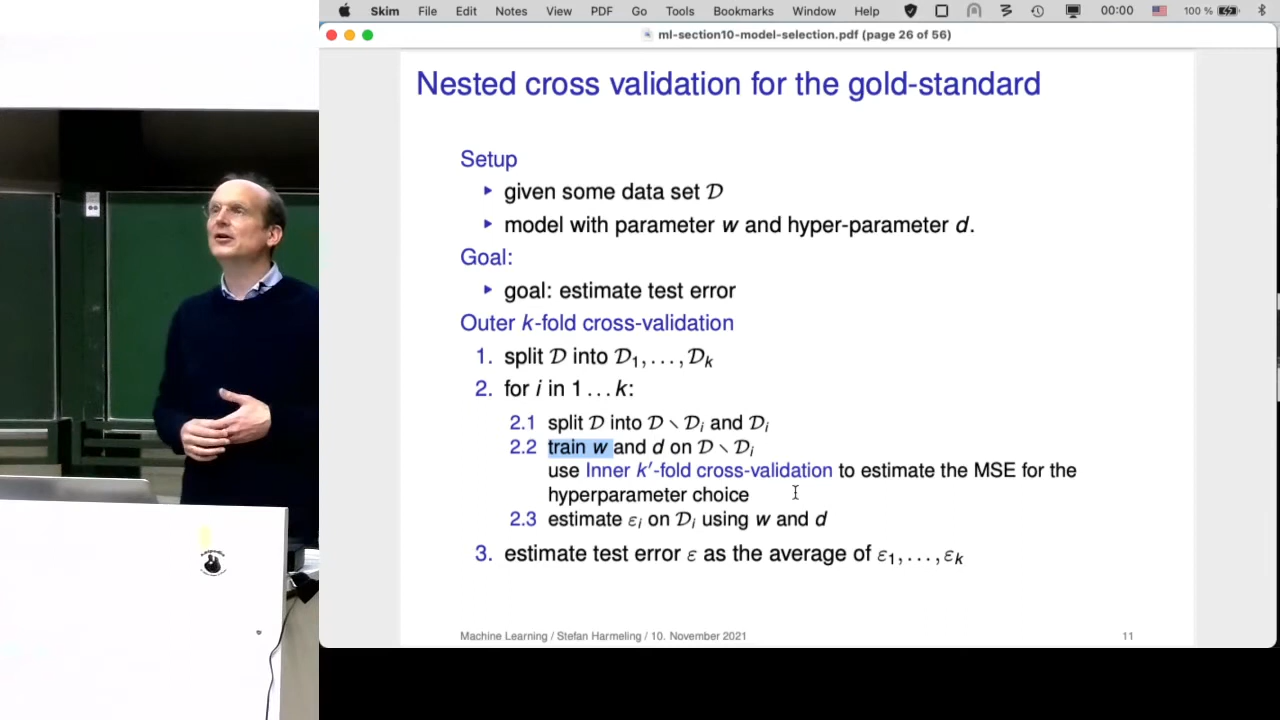 Skim File Edit Notes View PDF Go Tools Bookmarks Window Help 00:00 100 %
ml-section10-model-selection.pdf (page 26 of 56)
Nested cross validation for the gold-standard
Setup
given some data set 𝒟
model with parameter w and hyper-parameter d.
Goal:
goal: estimate test error
Outer k-fold cross-validation
1. split 𝒟 into 𝒟₁, . . . , 𝒟ₖ
2. for i in 1 . . . k:
2.1 split 𝒟 into 𝒟 ∖ 𝒟ᵢ and 𝒟ᵢ
2.2 train w and d on 𝒟 ∖ 𝒟ᵢ
use Inner k′-fold cross-validation to estimate the MSE for the
hyperparameter choice
2.3 estimate εᵢ on 𝒟ᵢ using w and d
3. estimate test error ε as the average of ε₁, . . . , εₖ
Machine Learning / Stefan Harmeling / 10. November 2021 11